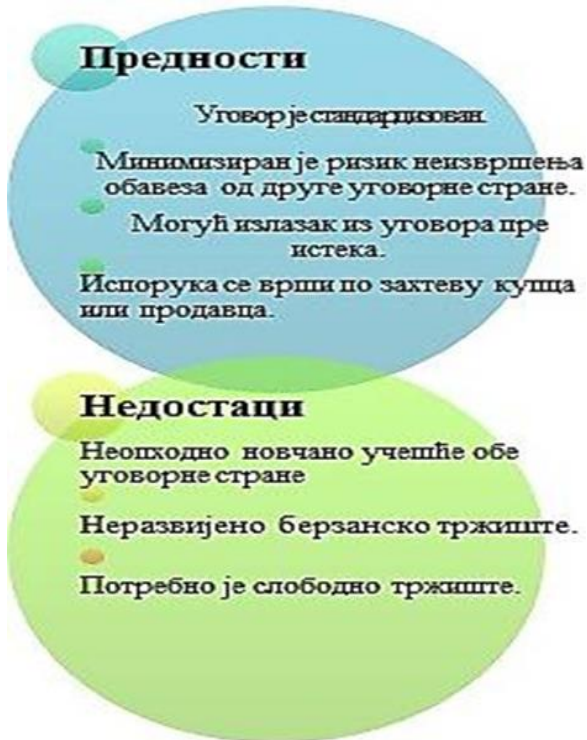 Предности
Уговор је стандардизован.
Минимизиран је ризик неизвршења
обавеза од друге уговорне стране.
Могућ излазак из уговора пре
истека.
Испорука се врши по захтеву купца
или продавца.
Недостаци
Неопходно новчано учешће обе
уговорне стране
Неразвијено берзанско тржиште.
Потребно је слободно тржиште.